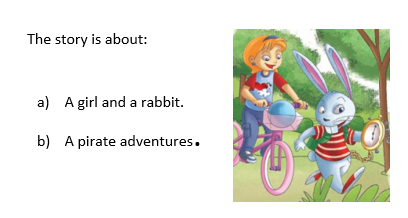 The story is about:
a) A girl and a rabbit.
b) A pirate adventures.